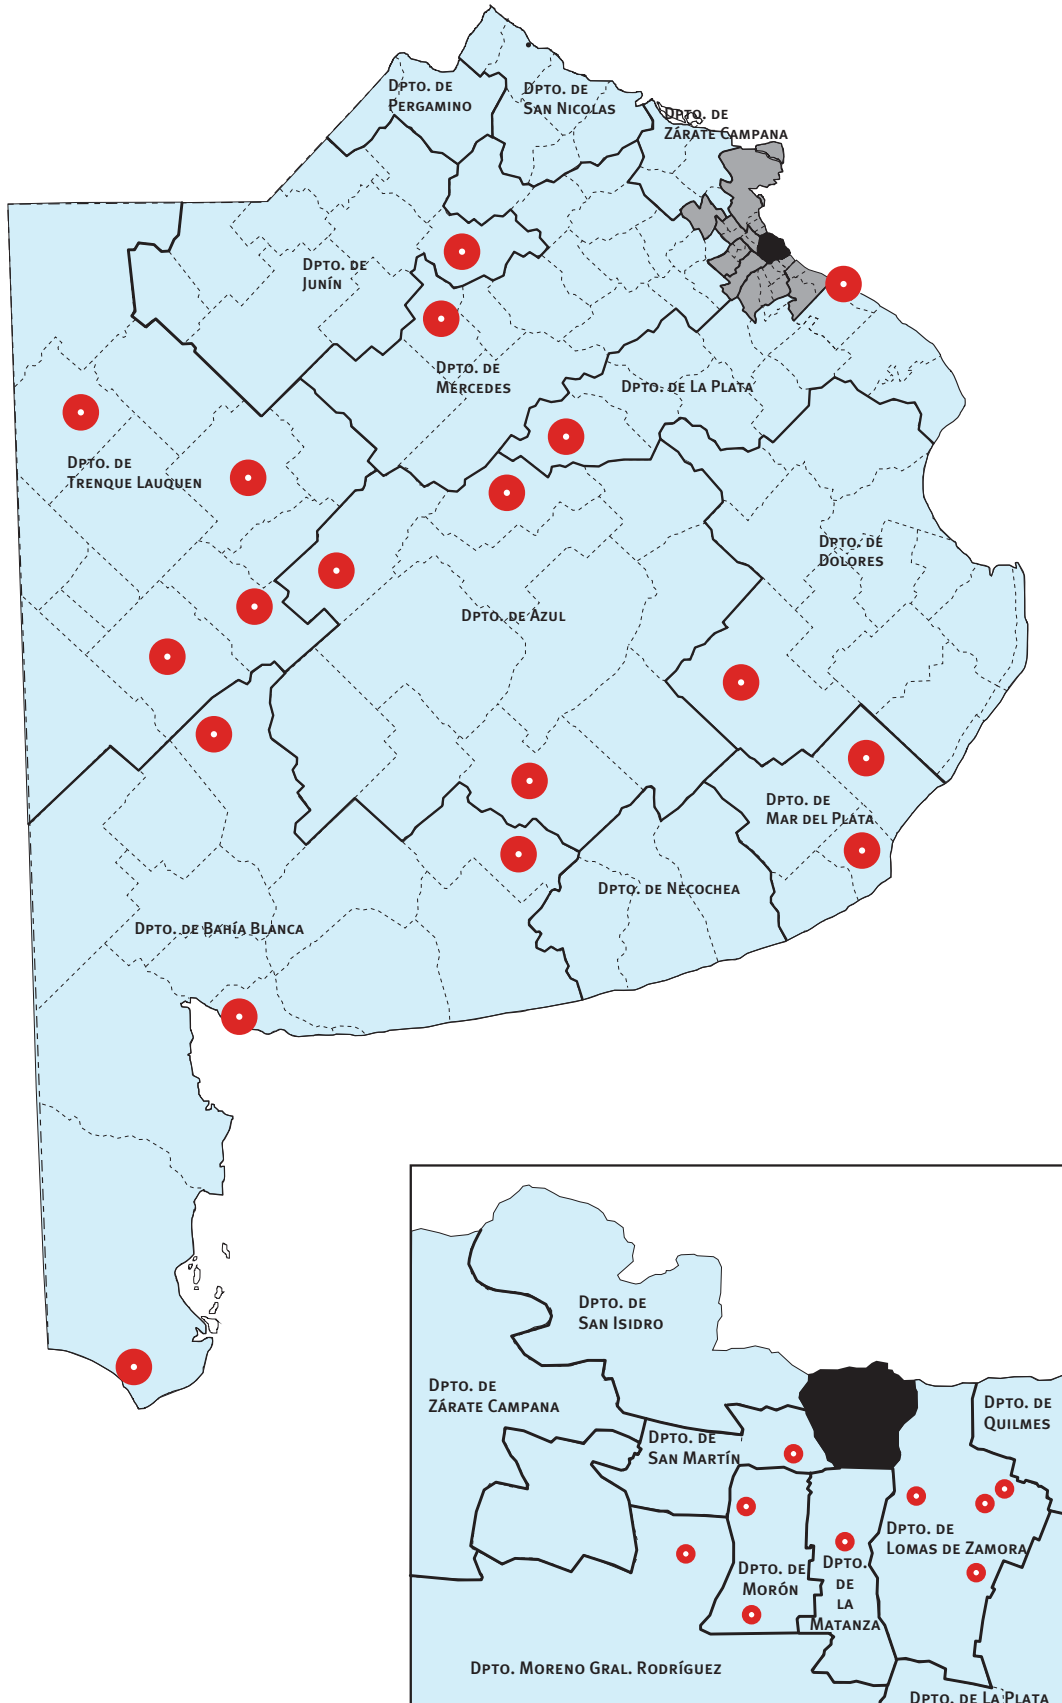 Dpto. de
Pergamino
Dpto. de
San Nicolas
Dpto. de
Zárate Campana
Dpto. de
Junín
Dpto. de
Mercedes
Dpto. de La Plata
Dpto. de
Trenque Lauquen
Dpto. de
Dolores
Dpto. de Azul
Dpto. de
Mar del Plata
Dpto. de Necochea
Dpto. de Bahía Blanca
Dpto. de
San Isidro
Dpto. de
Zárate Campana
Dpto. de
Quilmes
Dpto. de
San Martín
Dpto. de
Lomas de Zamora
Dpto. de
Morón
Dpto.
de
la
Matanza
Dpto. Moreno Gral. Rodríguez
Dpto. de La Plata